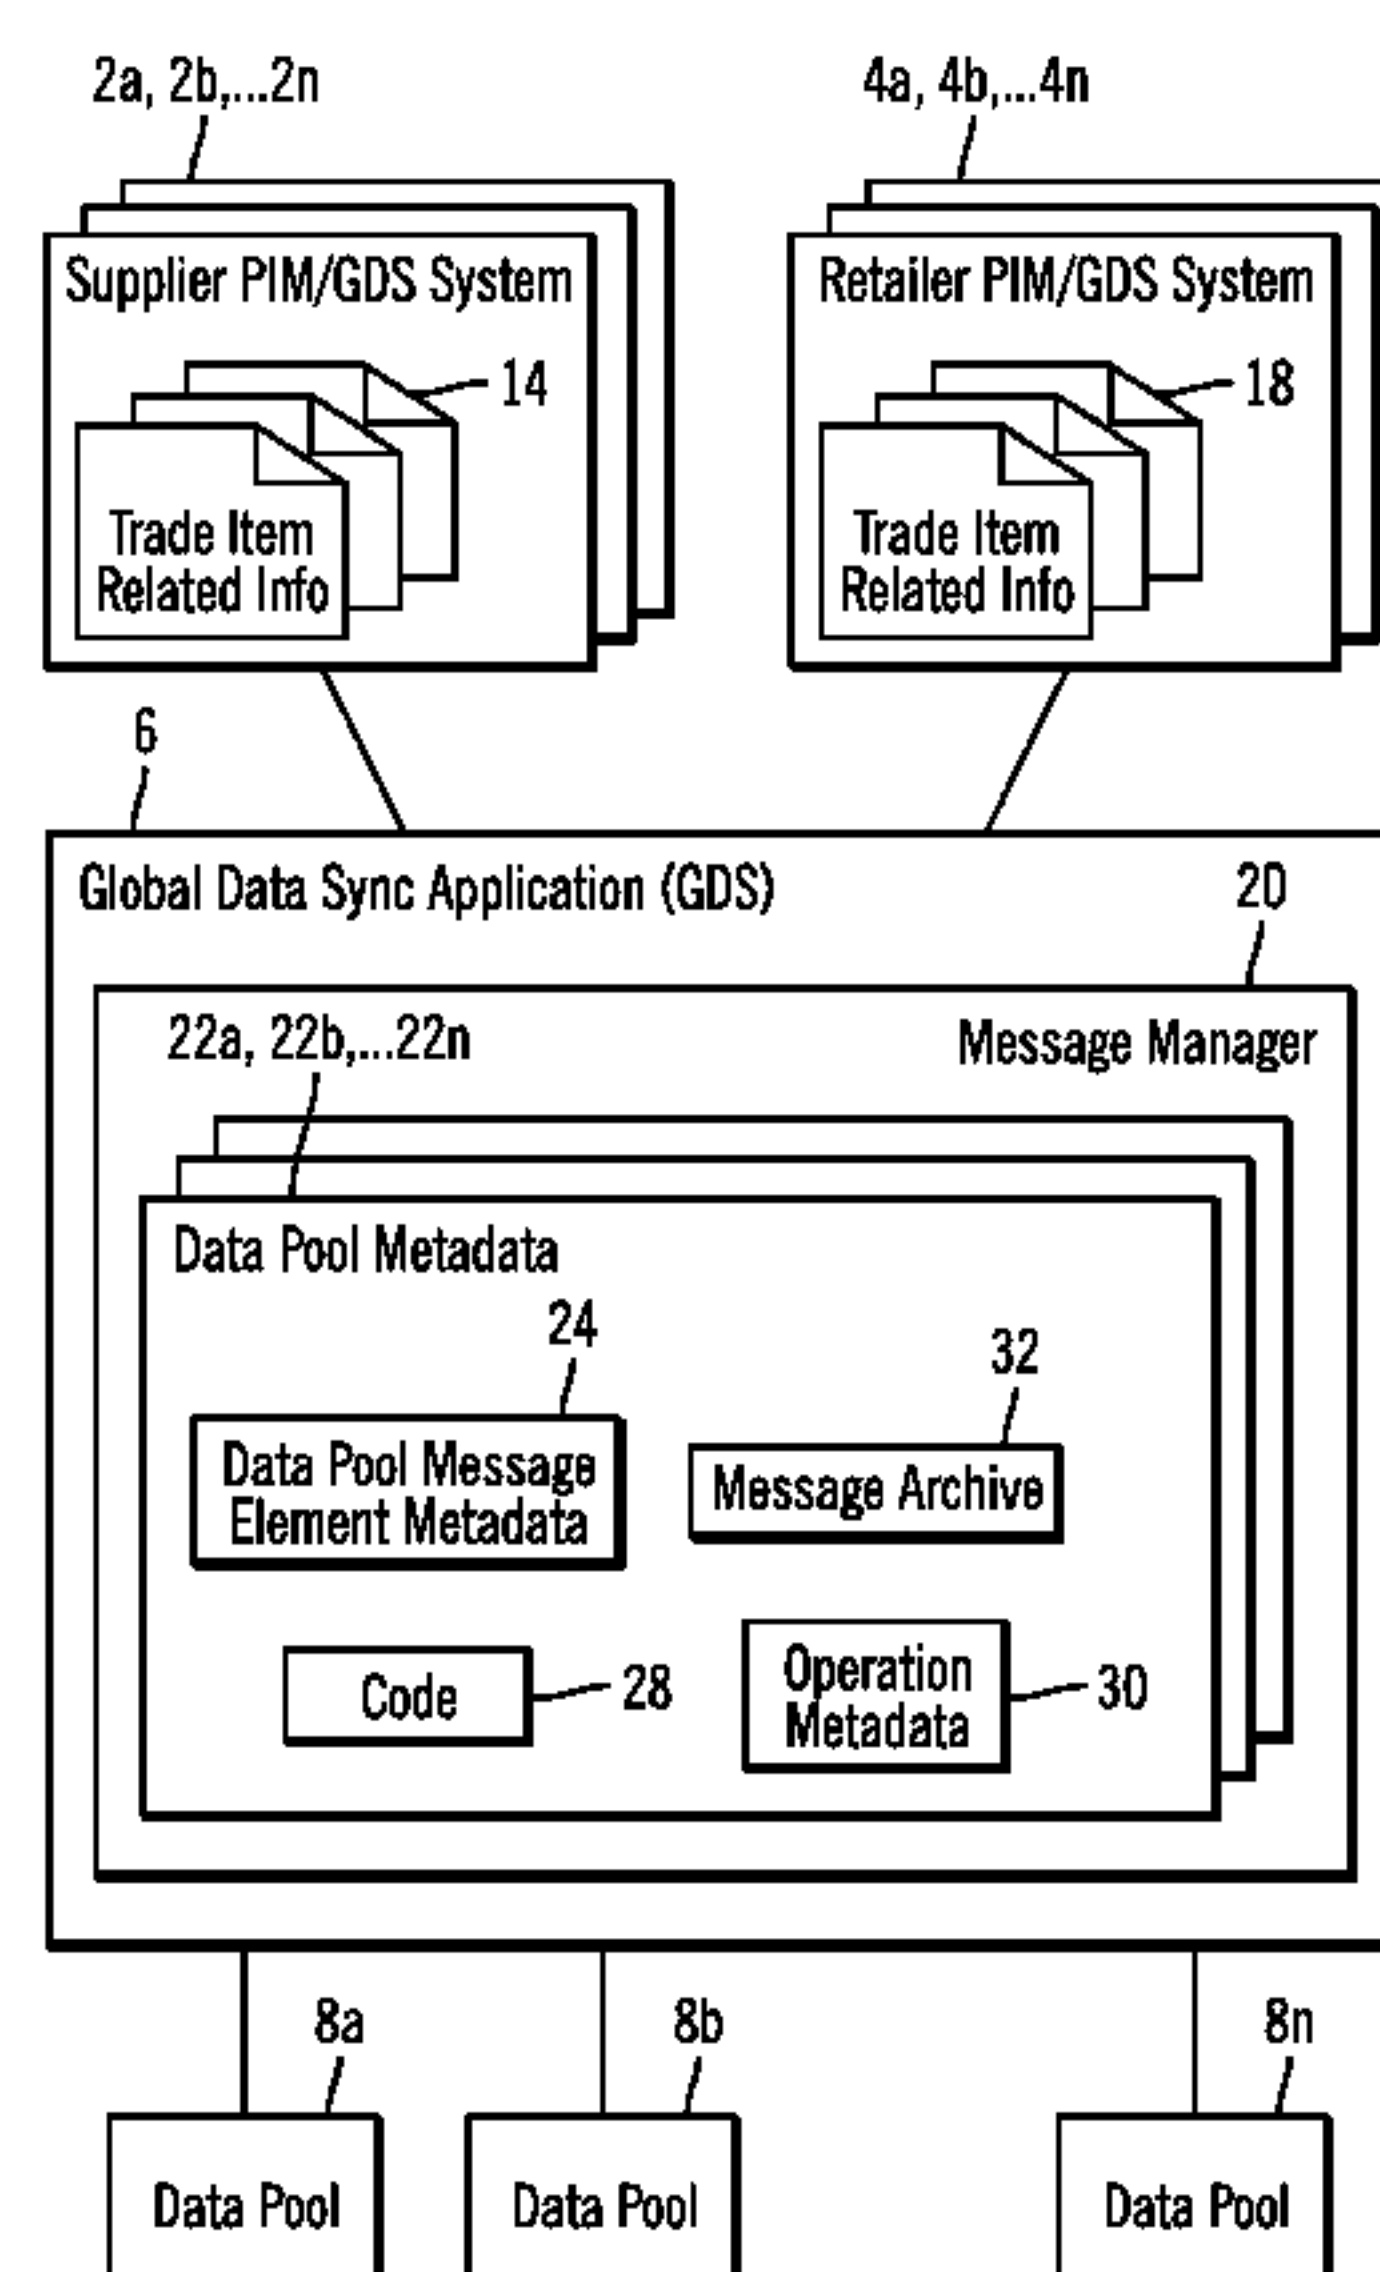 2a, 2b,...2n
4a, 4b,...4n
Supplier PIM/GDS System
14
Trade Item
Related Info
Retailer PIM/GDS System
18
Trade Item
Related Info
6
Global Data Sync Application (GDS)
20
Message Manager
22a, 22b,...22n
Data Pool Metadata
24
Data Pool Message
Element Metadata
32
Message Archive
Code
28
Operation
Metadata
30
8a
8b
8n
Data Pool
Data Pool
Data Pool